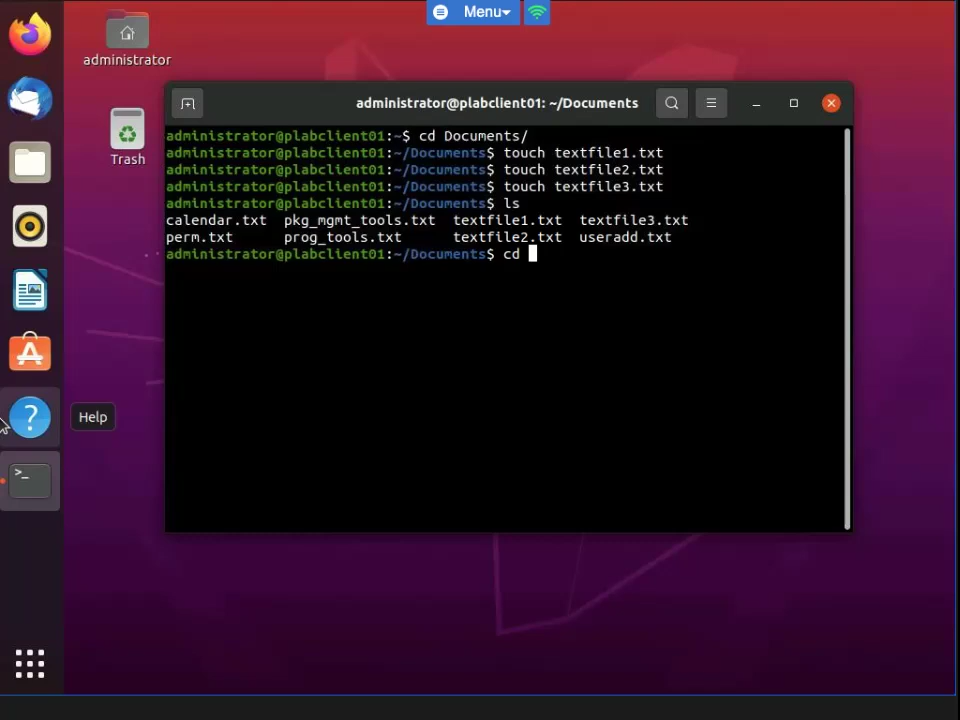 Menu
administrator
Trash
administrator@plabclient01: ~/Documents
administrator@plabclient01:~$ cd Documents/
administrator@plabclient01:~/Documents$ touch textfile1.txt
administrator@plabclient01:~/Documents$ touch textfile2.txt
administrator@plabclient01:~/Documents$ touch textfile3.txt
administrator@plabclient01:~/Documents$ ls
calendar.txt  pkg_mgmt_tools.txt  textfile1.txt  textfile3.txt
perm.txt      prog_tools.txt      textfile2.txt  useradd.txt
administrator@plabclient01:~/Documents$ cd
Help